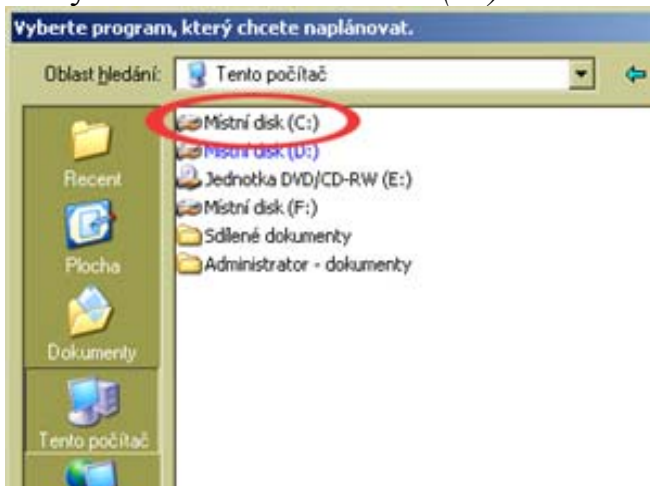 Vyberte program, který chcete naplánovat.
Oblast hledání: Tento počítač
Místní disk (C:)
Místní disk (D:)
Jednotka DVD/CD-RW (E:)
Místní disk (F:)
Sdílené dokumenty
Administrator - dokumenty
Recent
Plocha
Dokumenty
Tento počítač